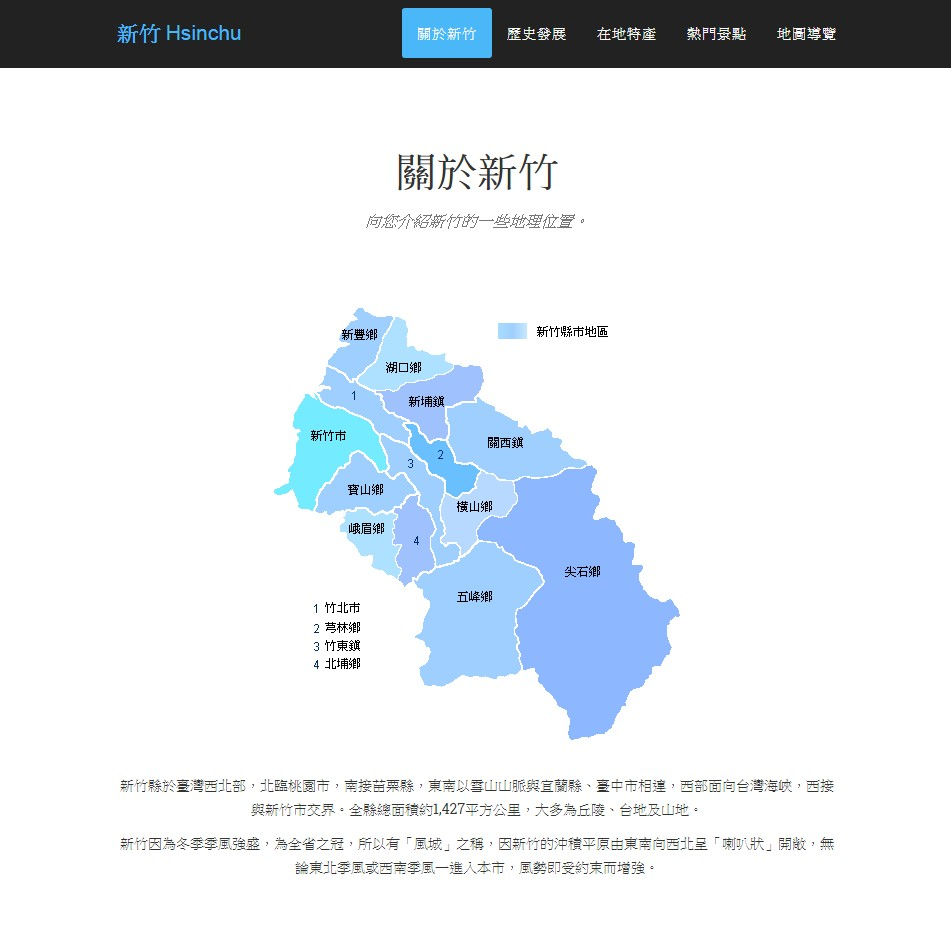 新竹 Hsinchu
關於新竹 歷史發展 在地特產 熱門景點 地圖導覽
關於新竹
向您介紹新竹的一些地理位置。
新竹縣市地區
新豐鄉
湖口鄉
1
新埔鎮
新竹市
關西鎮
2
3
寶山鄉
橫山鄉
峨眉鄉
4
尖石鄉
五峰鄉
1 竹北市
2 芎林鄉
3 竹東鎮
4 北埔鄉
新竹縣於臺灣西北部，北臨桃園市，南接苗栗縣，東南以雪山山脈與宜蘭縣、臺中市相連，西部面向台灣海峽，西接
與新竹市交界。全縣總面積約1,427平方公里，大多為丘陵、台地及山地。
新竹因為冬季季風強盛，為全省之冠，所以有「風城」之稱，因新竹的沖積平原由東南向西北呈「喇叭狀」開敞，無
論東北季風或西南季風一進入本市，風勢即受約束而增強。